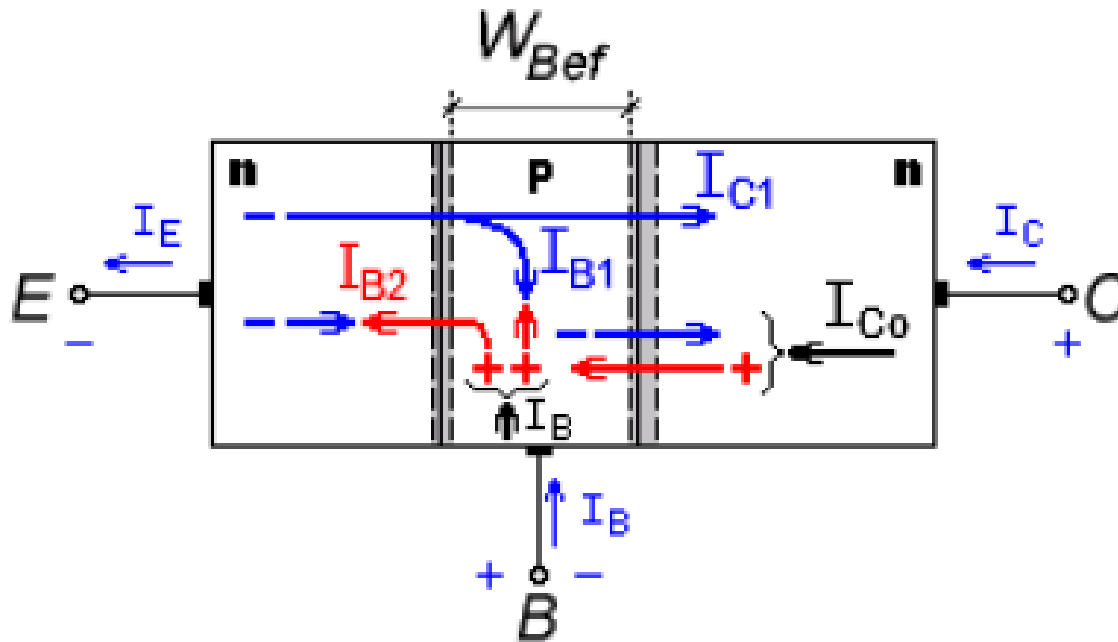 W_Bef
n p n
I_C1
I_E I_C
I_B2 I_B1
E C
I_Co
− +
+ + +
I_B
I_B
+ −
B